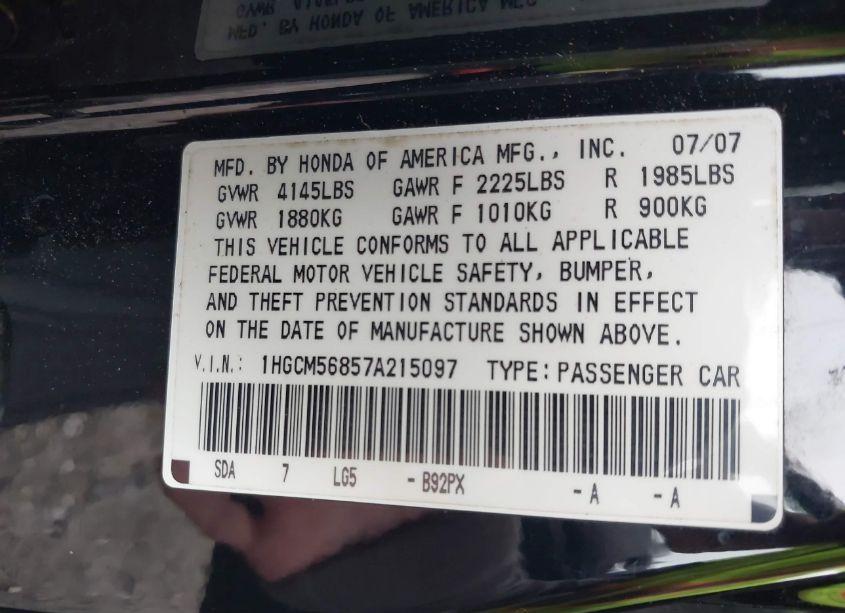 MFD. BY HONDA OF AMERICA MFG., INC. 07/07
GVWR 4145LBS GAWR F 2225LBS R 1985LBS
GVWR 1880KG GAWR F 1010KG R 900KG
THIS VEHICLE CONFORMS TO ALL APPLICABLE
FEDERAL MOTOR VEHICLE SAFETY, BUMPER,
AND THEFT PREVENTION STANDARDS IN EFFECT
ON THE DATE OF MANUFACTURE SHOWN ABOVE.
V.I.N.: 1HGCM56857A215097 TYPE:PASSENGER CAR
SDA 7 LG5 - B92PX - A - A